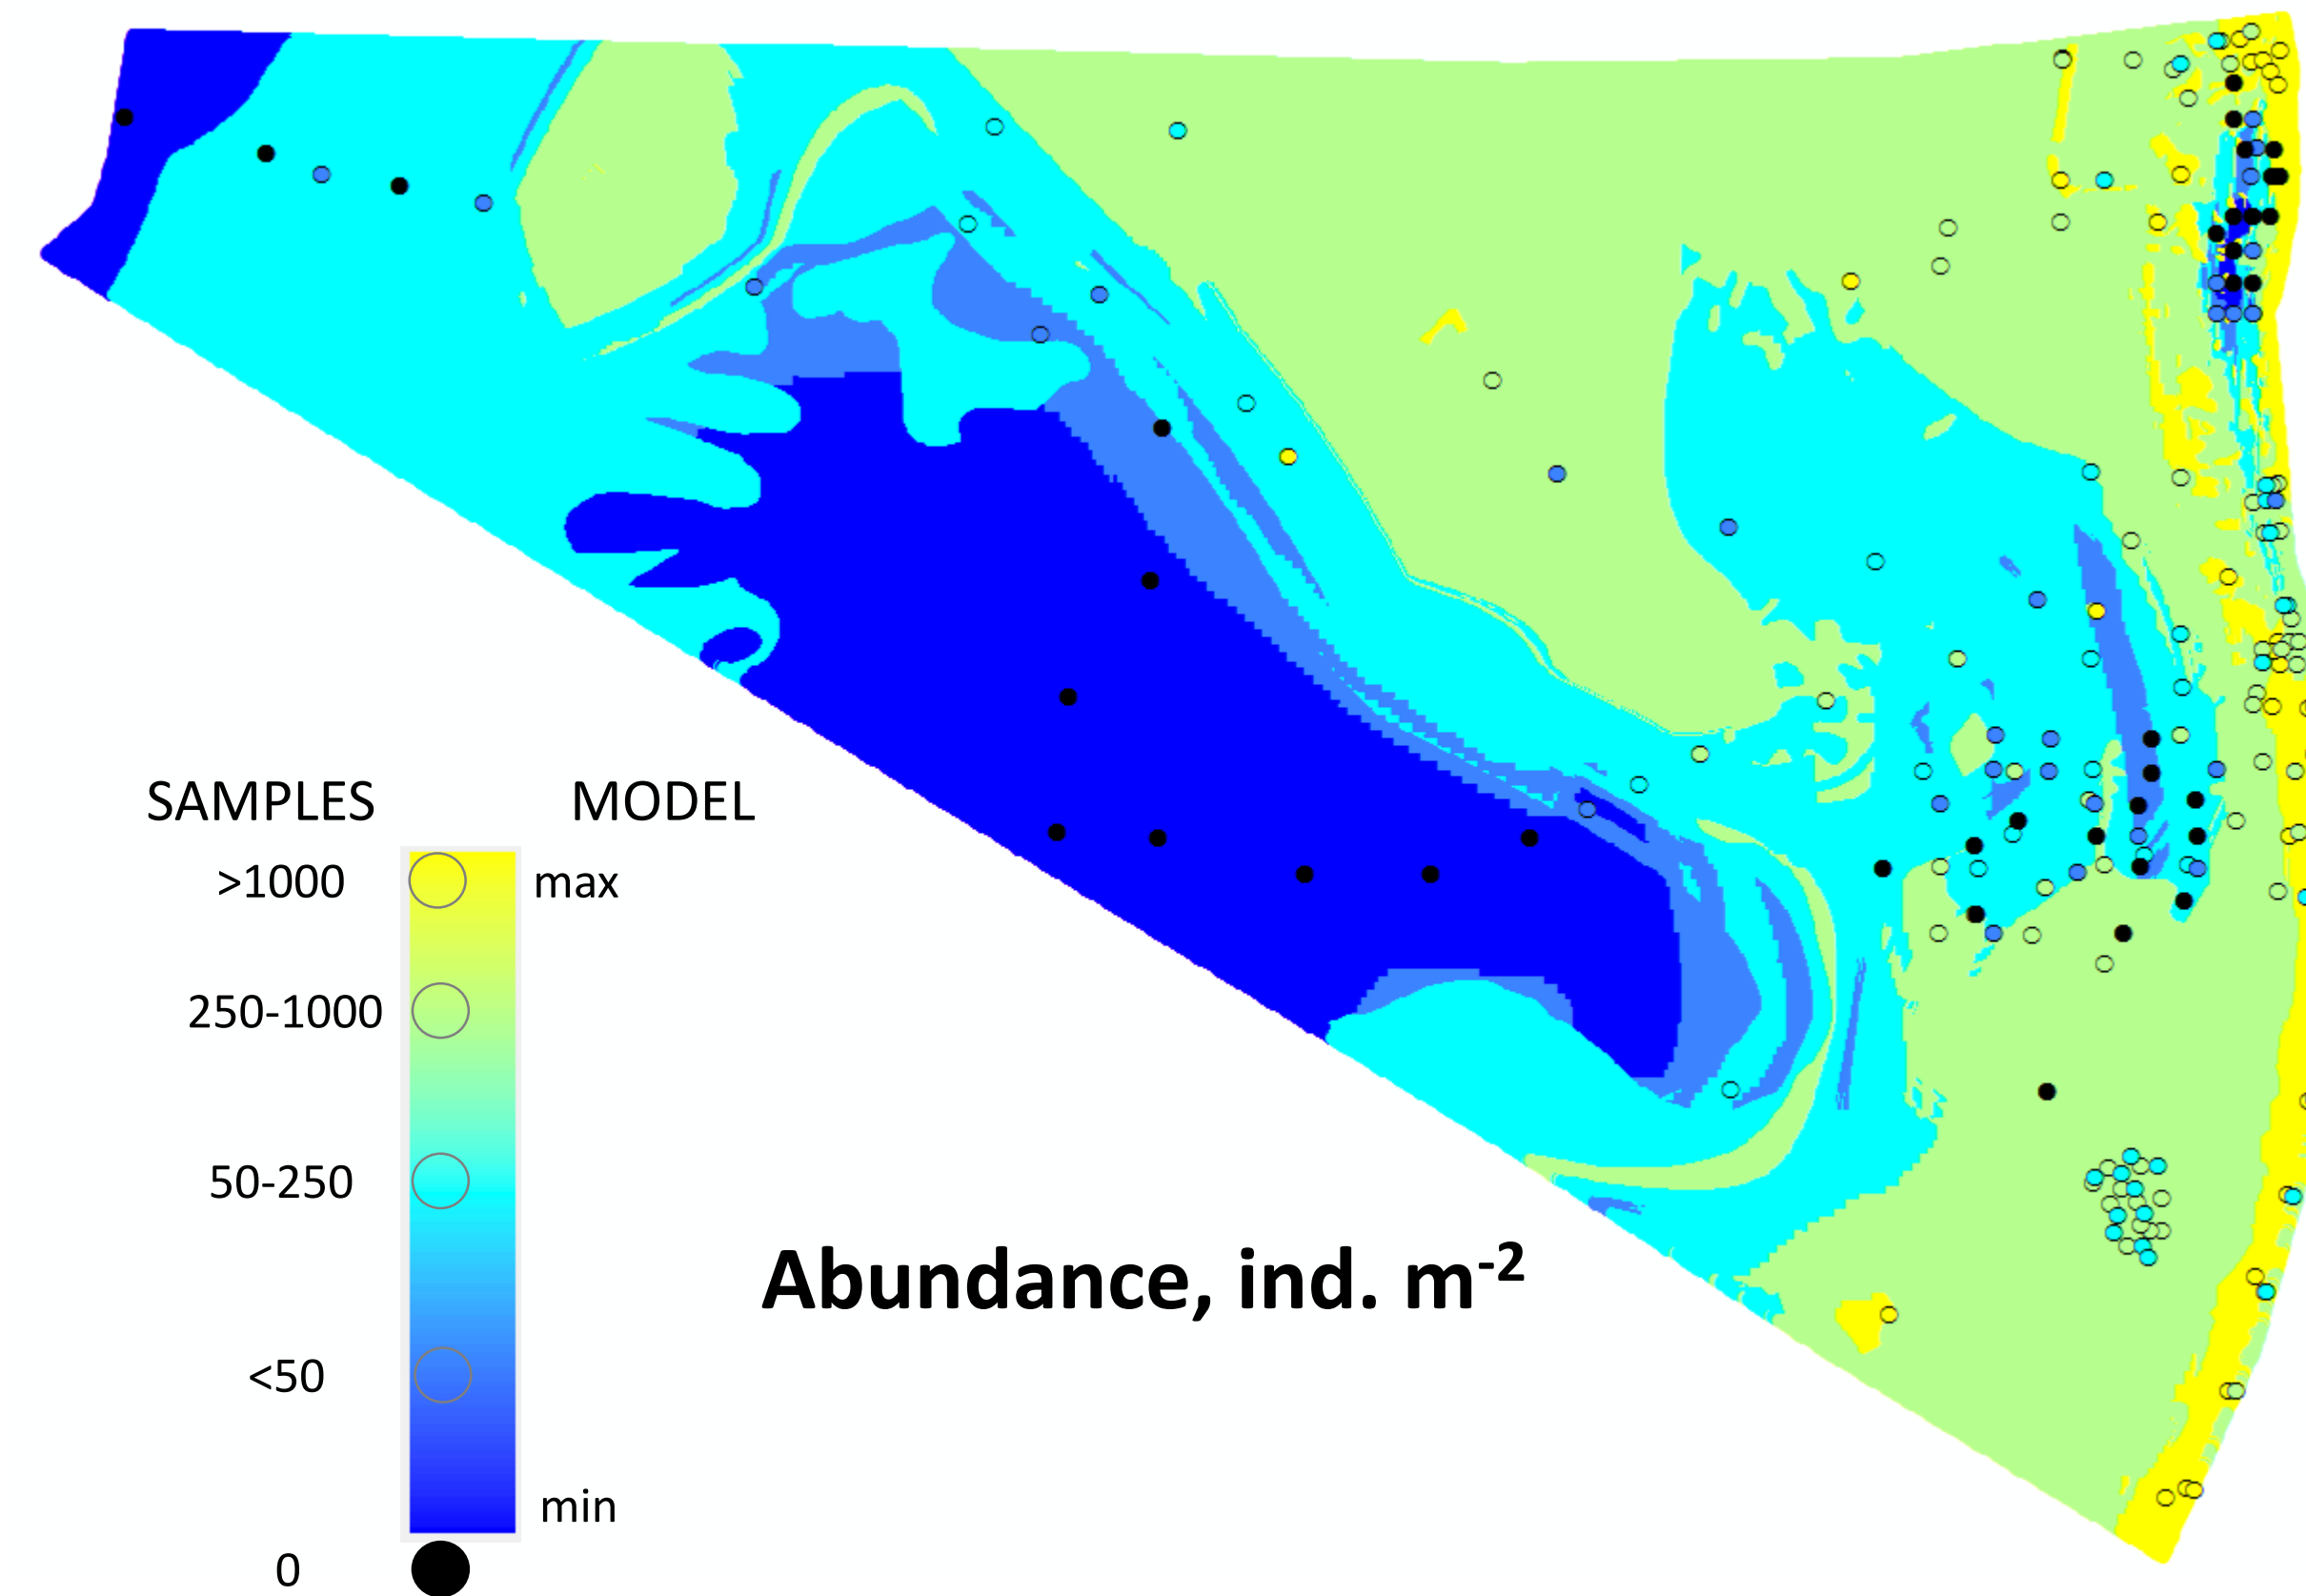 SAMPLES MODEL
>1000 max
250-1000
50-250
<50
min
0
Abundance, ind. m⁻²